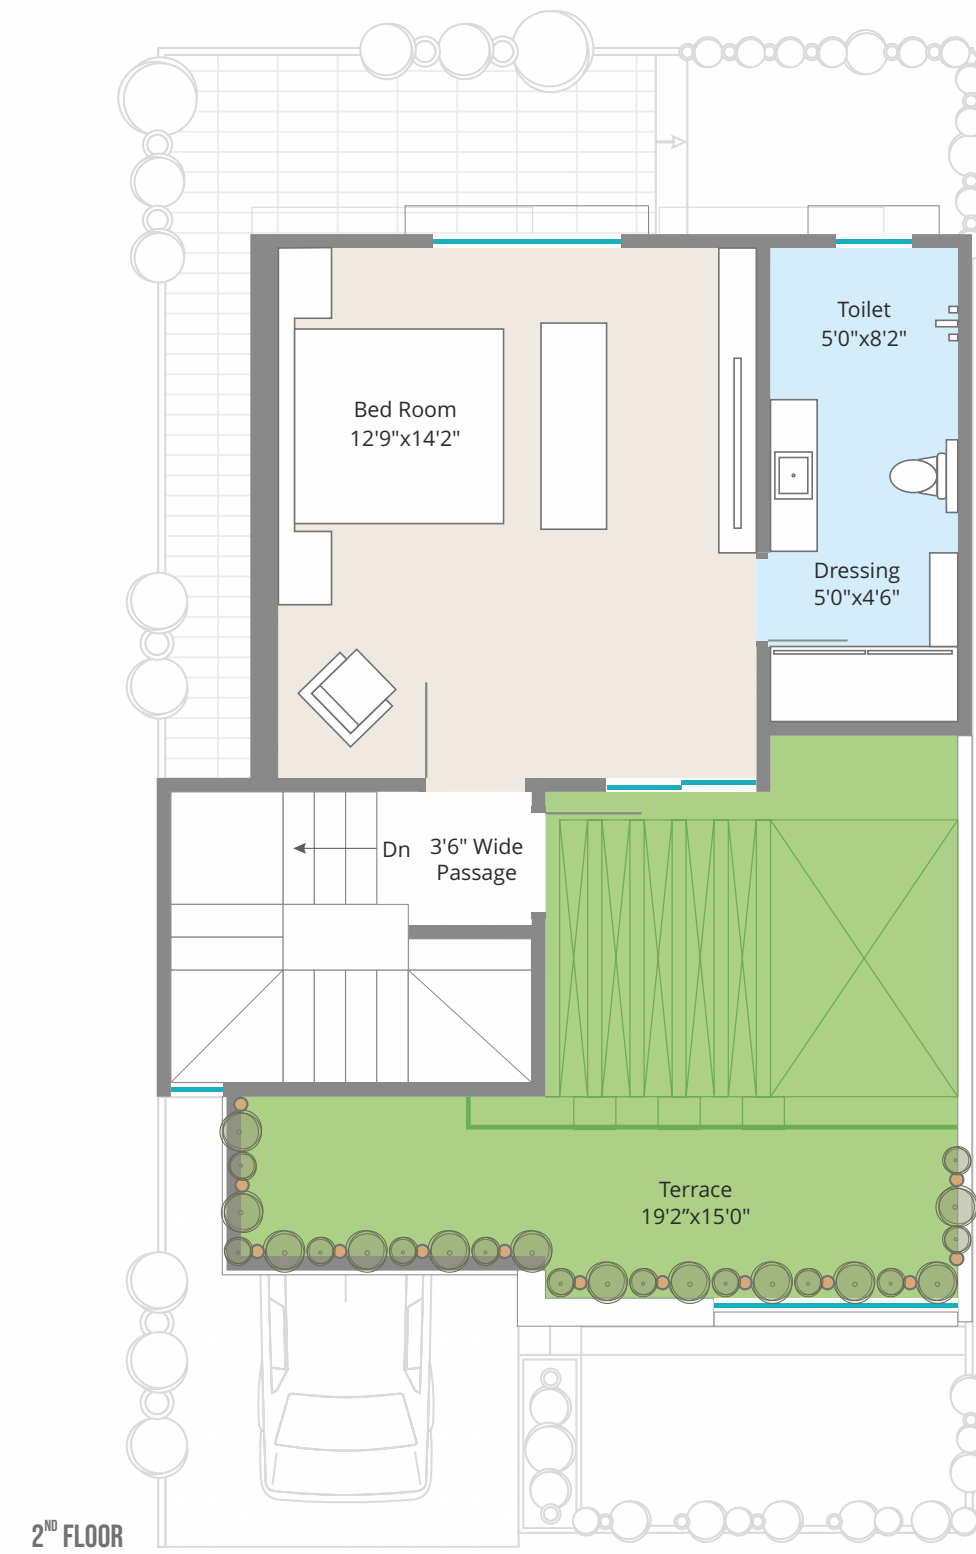 Toilet
5'0"x8'2"
Bed Room
12'9"x14'2"
Dressing
5'0"x4'6"
Dn
3'6" Wide
Passage
Terrace
19'2”x15'0"
2ND FLOOR